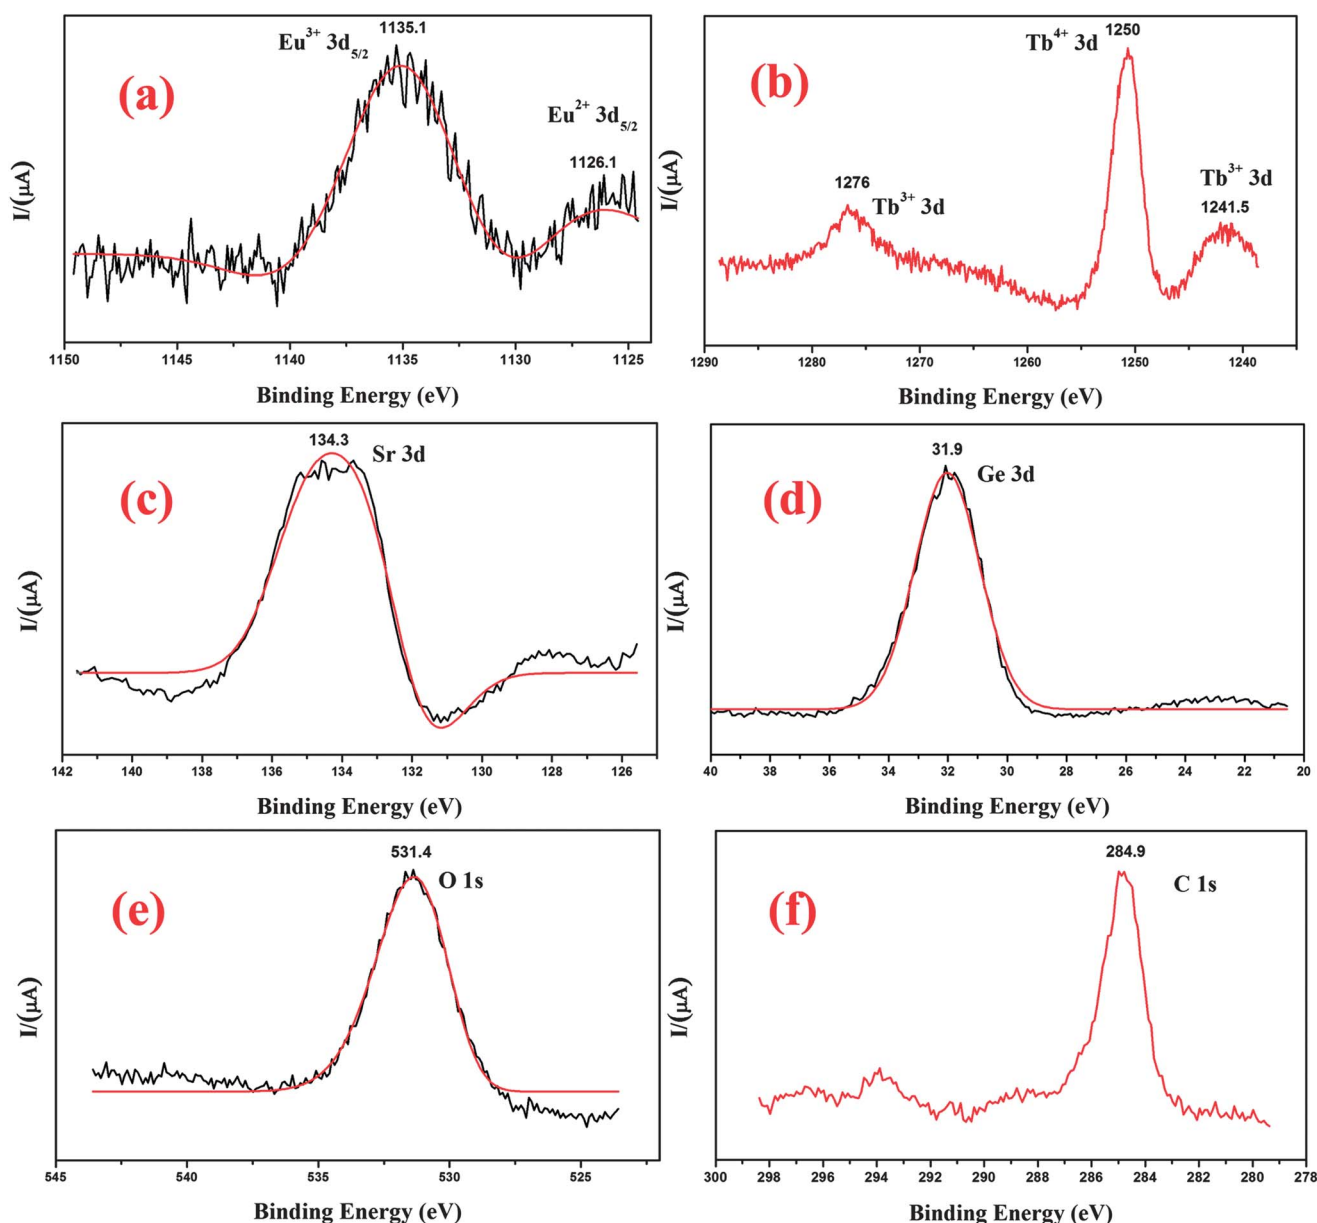 1135.1
Eu³⁺ 3d₅/₂
(a)
Eu²⁺ 3d₅/₂
1126.1
I/(μA)
1150 1145 1140 1135 1130 1125
Binding Energy (eV)
1250
Tb⁴⁺ 3d
(b)
1276
Tb³⁺ 3d
Tb³⁺ 3d
1241.5
I/(μA)
1290 1280 1270 1260 1250 1240
Binding Energy (eV)
134.3
Sr 3d
(c)
I/(μA)
142 140 138 136 134 132 130 128 126
Binding Energy (eV)
31.9
Ge 3d
(d)
I/(μA)
40 38 36 34 32 30 28 26 24 22 20
Binding Energy (eV)
531.4
O 1s
(e)
I/(μA)
545 540 535 530 525
Binding Energy (eV)
284.9
C 1s
(f)
I/(μA)
300 298 296 294 292 290 288 286 284 282 280 278
Binding Energy (eV)